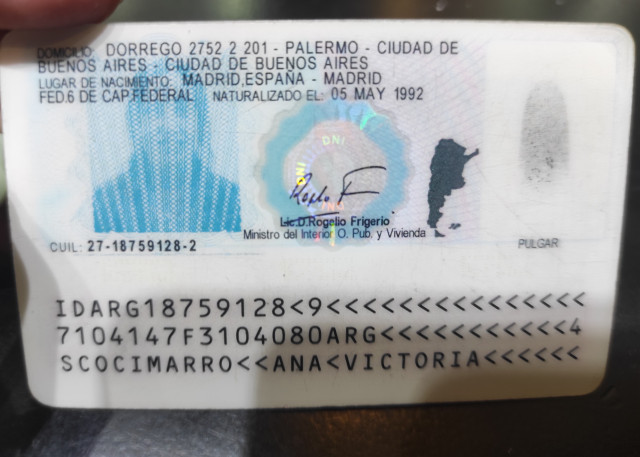 DOMICILIO: DORREGO 2752 2 201 - PALERMO - CIUDAD DE
BUENOS AIRES - CIUDAD DE BUENOS AIRES
LUGAR DE NACIMIENTO: MADRID,ESPAÑA - MADRID
FED.6 DE CAP.FEDERAL NATURALIZADO EL: 05 MAY 1992
DNI
DNI
DNI
Lic.D.Rogelio Frigerio
Ministro del Interior O. Pub. y Vivienda
CUIL: 27-18759128-2
PULGAR
IDARG18759128<9<<<<<<<<<<<<<<<
7104147F3104080ARG<<<<<<<<<<<4
SCOCIMARRO<<ANA<VICTORIA<<<<<<